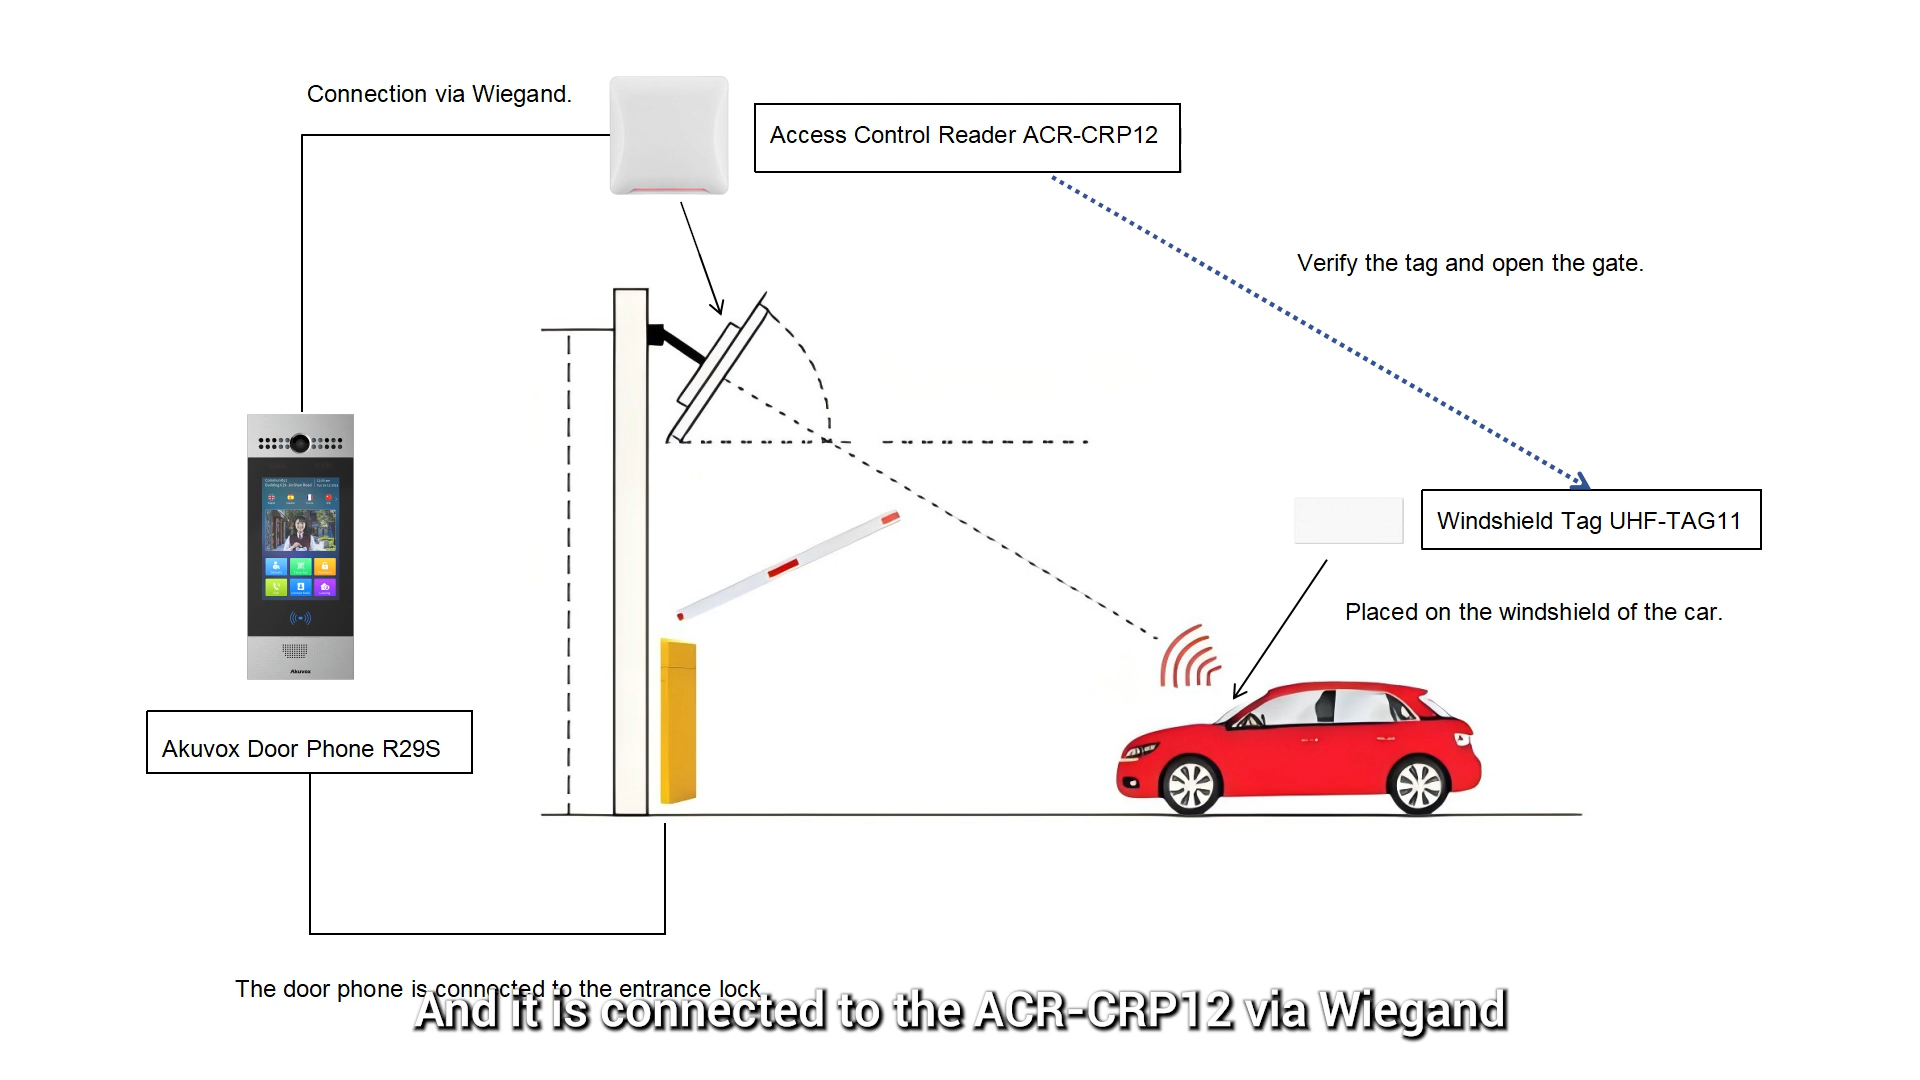 Connection via Wiegand.
Access Control Reader ACR-CRP12
Verify the tag and open the gate.
Windshield Tag UHF-TAG11
Placed on the windshield of the car.
Akuvox
Akuvox Door Phone R29S
The door phone is connected to the entrance lock
And it is connected to the ACR-CRP12 via Wiegand